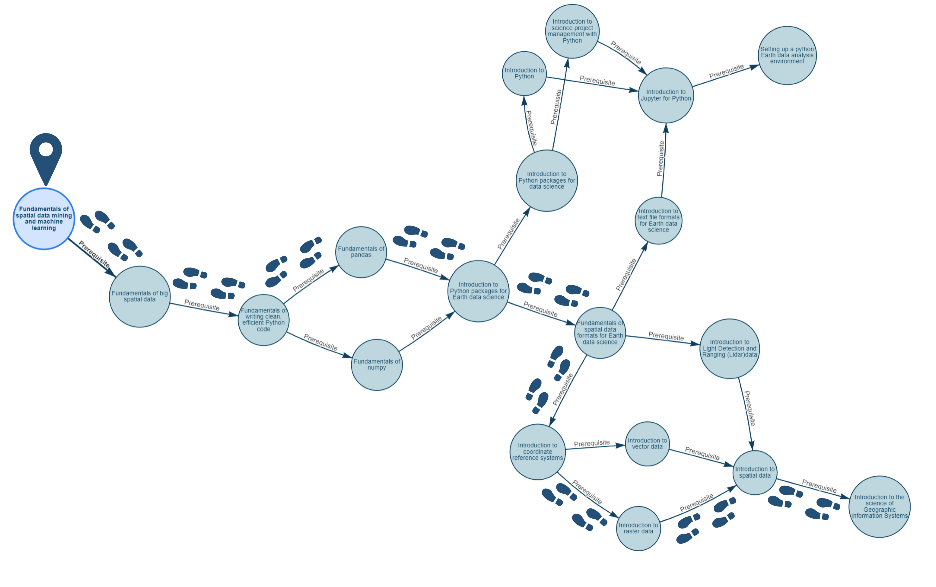 Introduction to
science project
management with
Python
Prerequisite
Setting up a python
Earth data analysis
environment
Introduction to
Python
Prerequisite
Prerequisite
Introduction to
Jupyter for Python
Prerequisite
Prerequisite
Introduction to
Python packages for
data science
Prerequisite
Fundamentals of
spatial data mining
and machine
learning
Prerequisite
Introduction to
text file formats
for Earth data
science
Prerequisite
Fundamentals of
pandas
Prerequisite
Fundamentals of big
spatial data
Prerequisite
Prerequisite
Introduction to
Python packages for
Earth data science
Prerequisite
Prerequisite
Fundamentals of
writing clean,
efficient Python
code
Prerequisite
Prerequisite
Fundamentals of
numpy
Fundamentals of
spatial data
formats for Earth
data science
Prerequisite
Introduction to
Light Detection and
Ranging (Lidar)data
Prerequisite
Prerequisite
Introduction to
coordinate
reference systems
Prerequisite
Introduction to
vector data
Prerequisite
Introduction to
spatial data
Prerequisite
Prerequisite
Prerequisite
Introduction to
raster data
Introduction to the
science of
Geographic
Information Systems